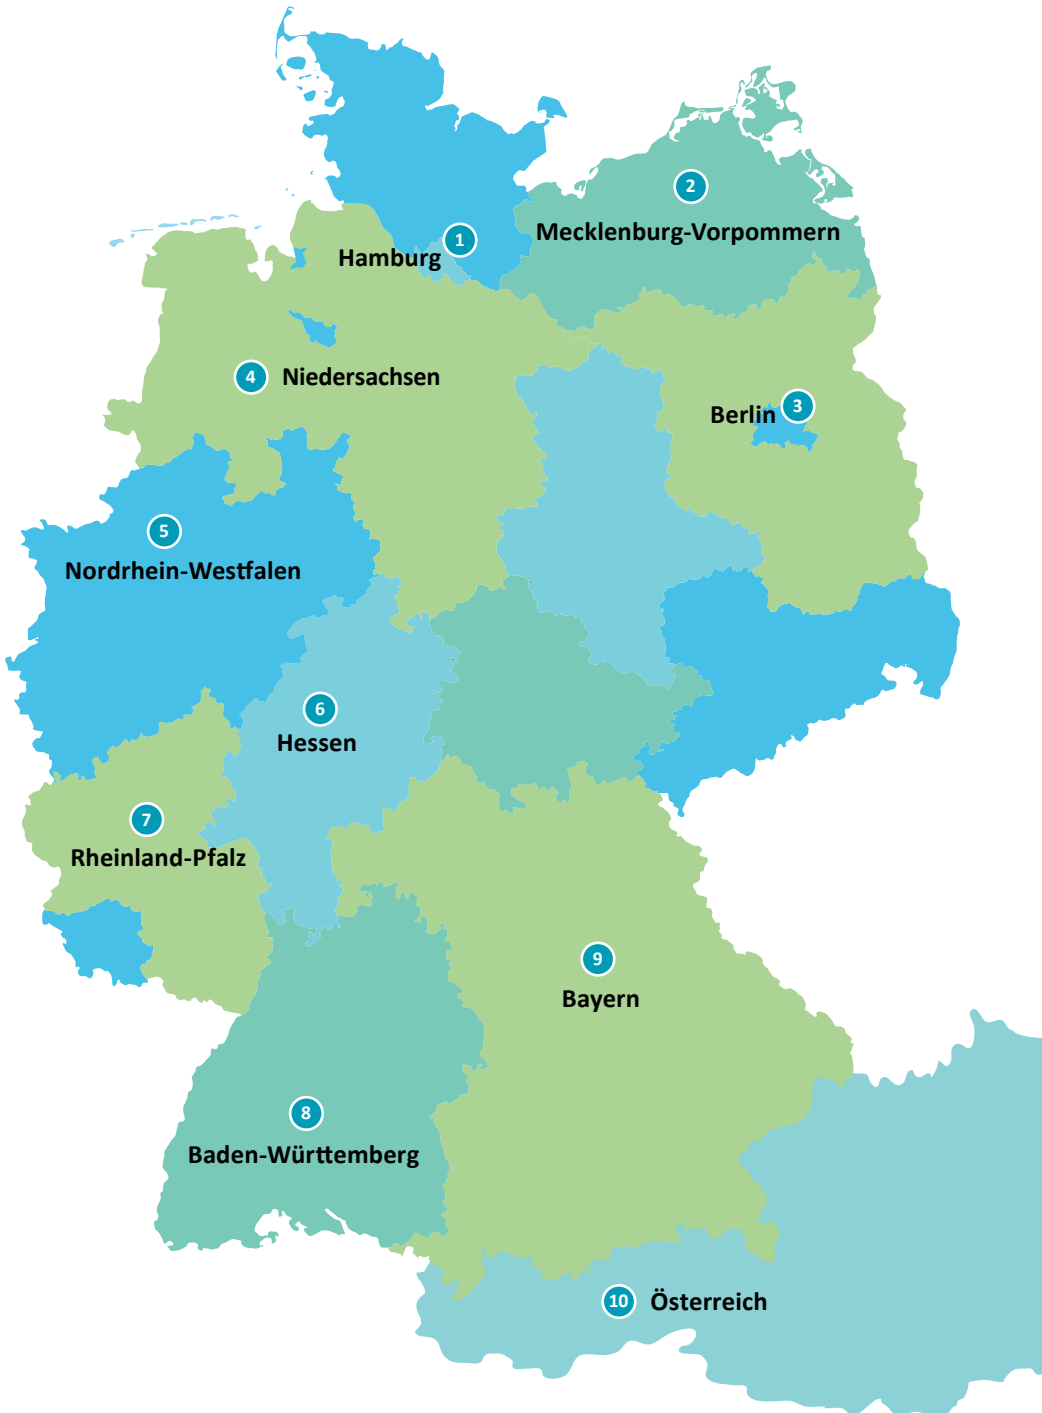 2
Mecklenburg-Vorpommern
1
Hamburg
4
Niedersachsen
3
Berlin
5
Nordrhein-Westfalen
6
Hessen
7
Rheinland-Pfalz
9
Bayern
8
Baden-Württemberg
10
Österreich